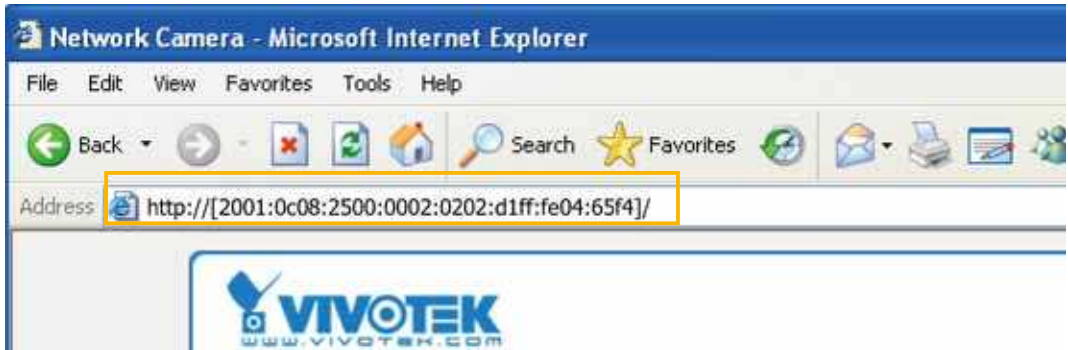 Network Camera - Microsoft Internet Explorer
File Edit View Favorites Tools Help
Back Search Favorites
Address http://[2001:0c08:2500:0002:0202:d1ff:fe04:65f4]/
VIVOTEK
www.vivotek.com